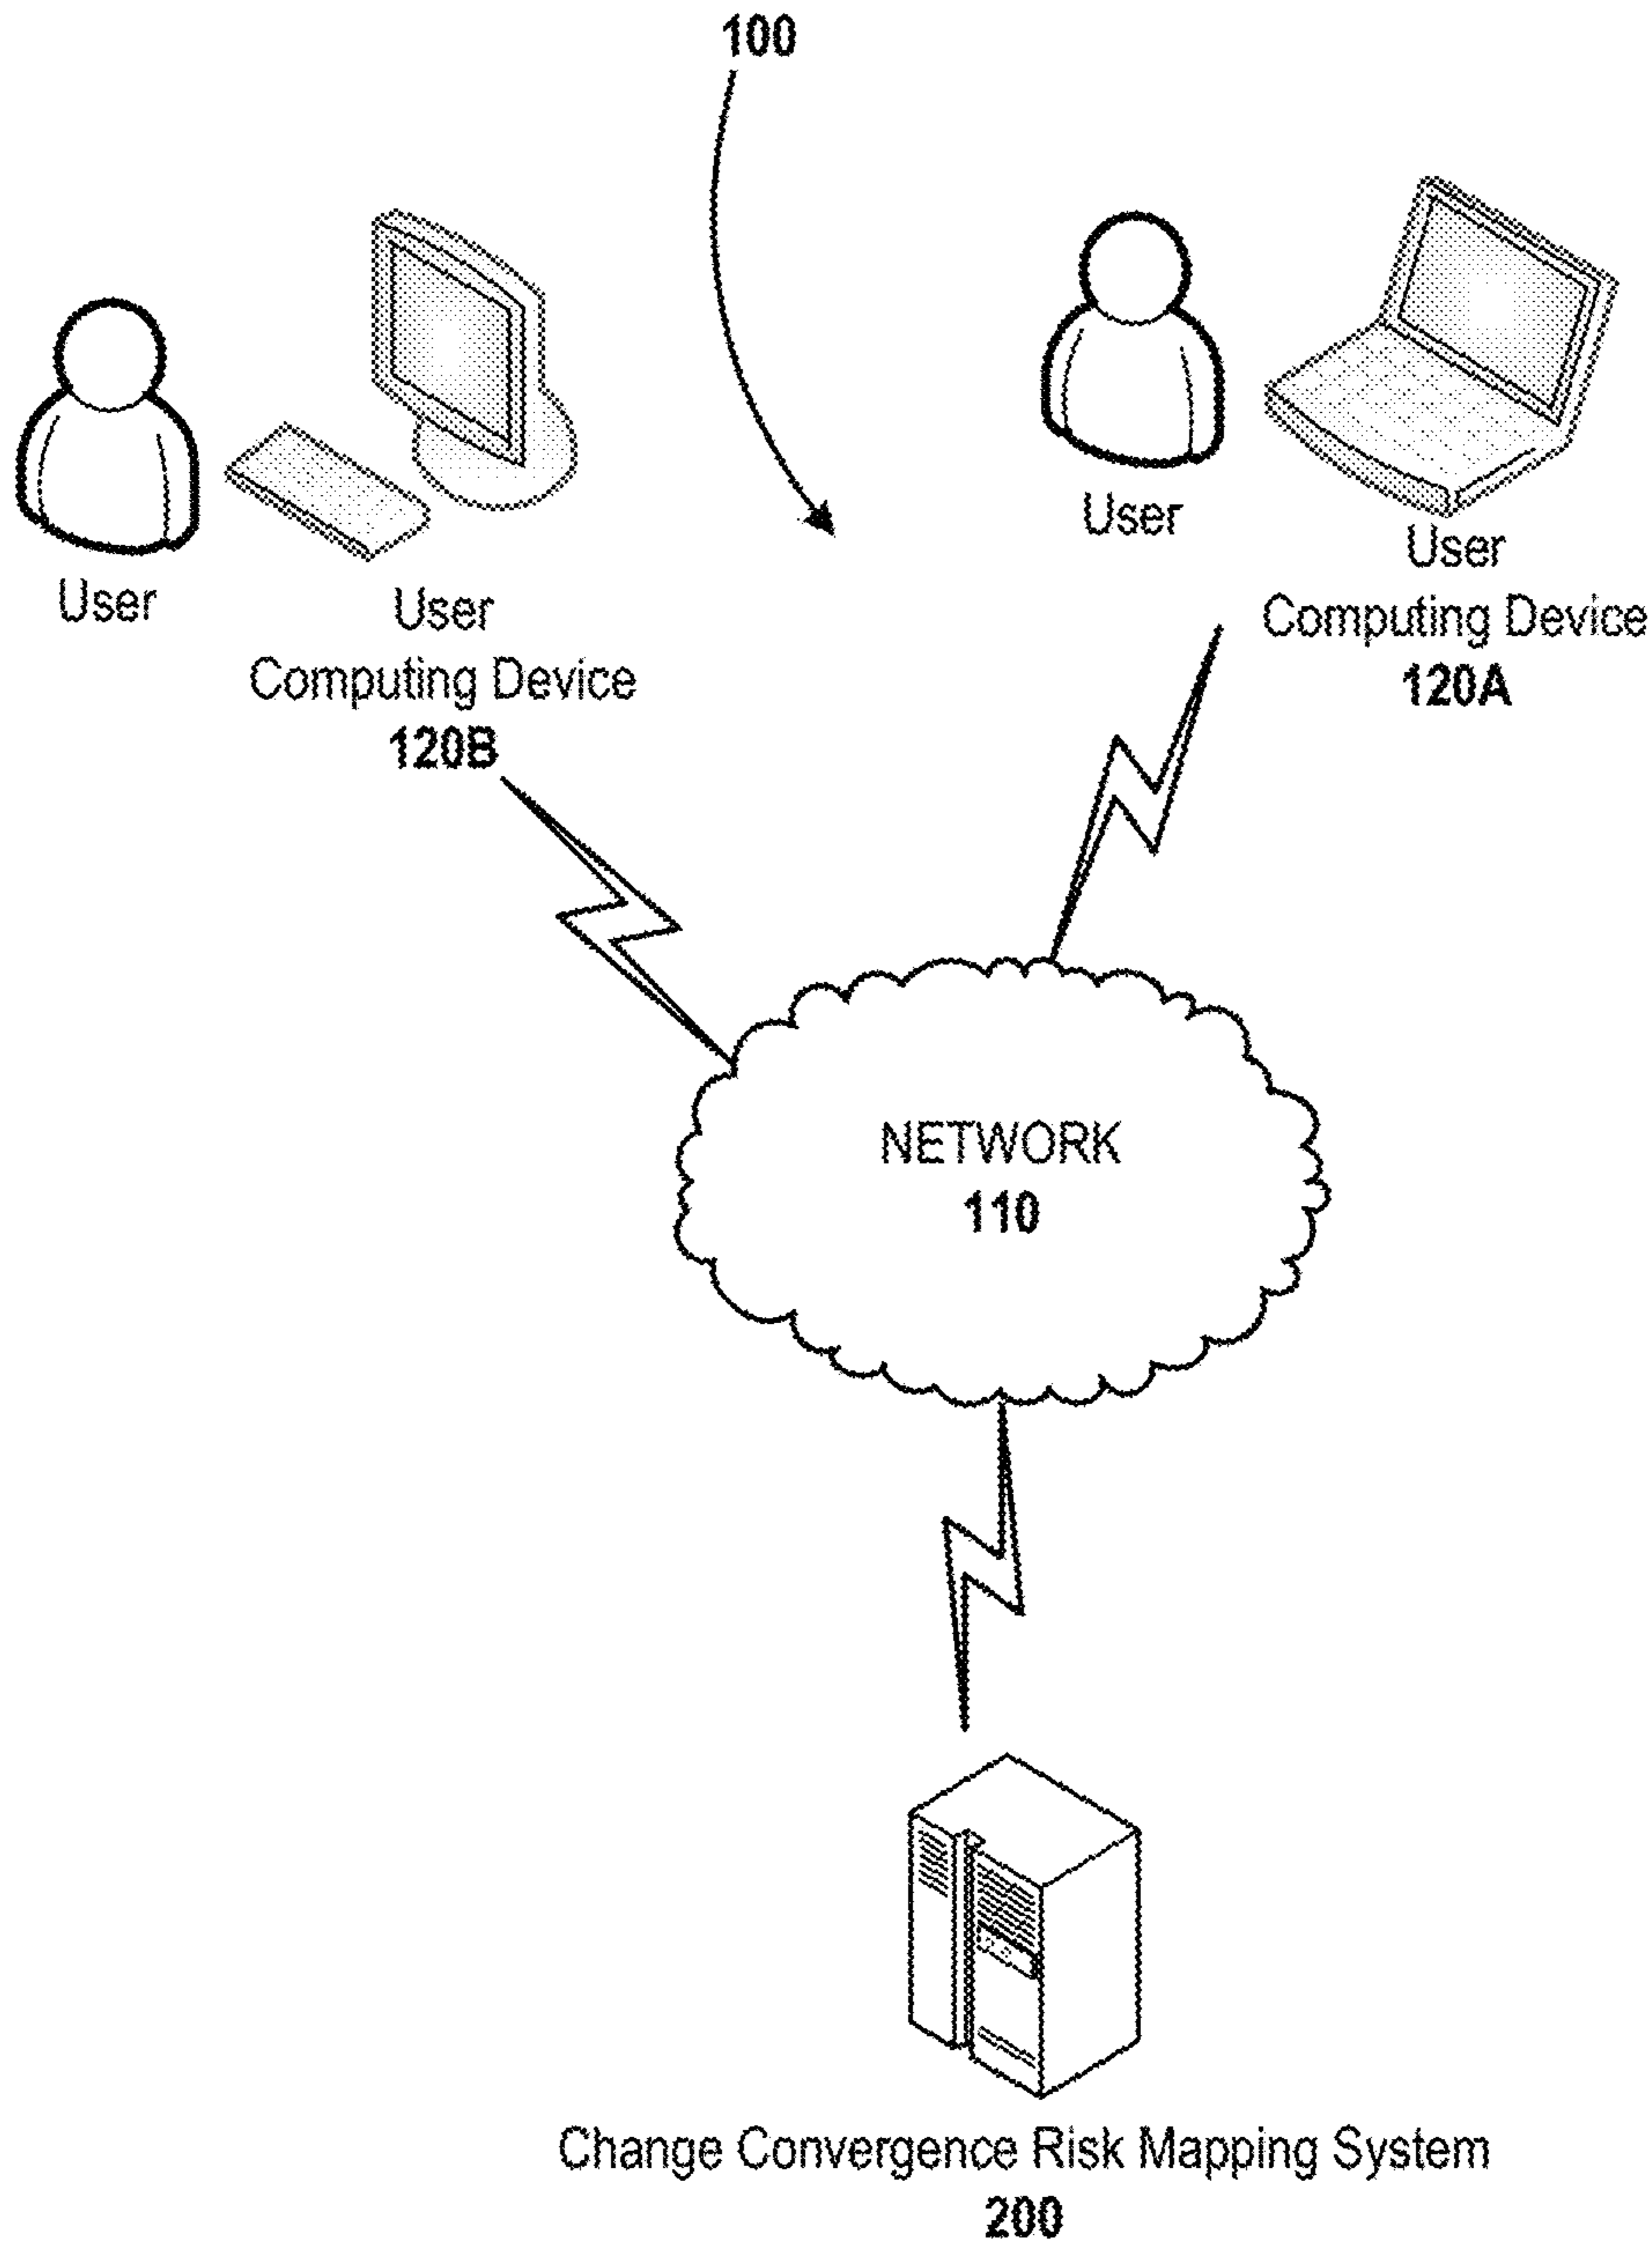 100
User
User
Computing Device
120B
User
User
Computing Device
120A
NETWORK
110
Change Convergence Risk Mapping System
200